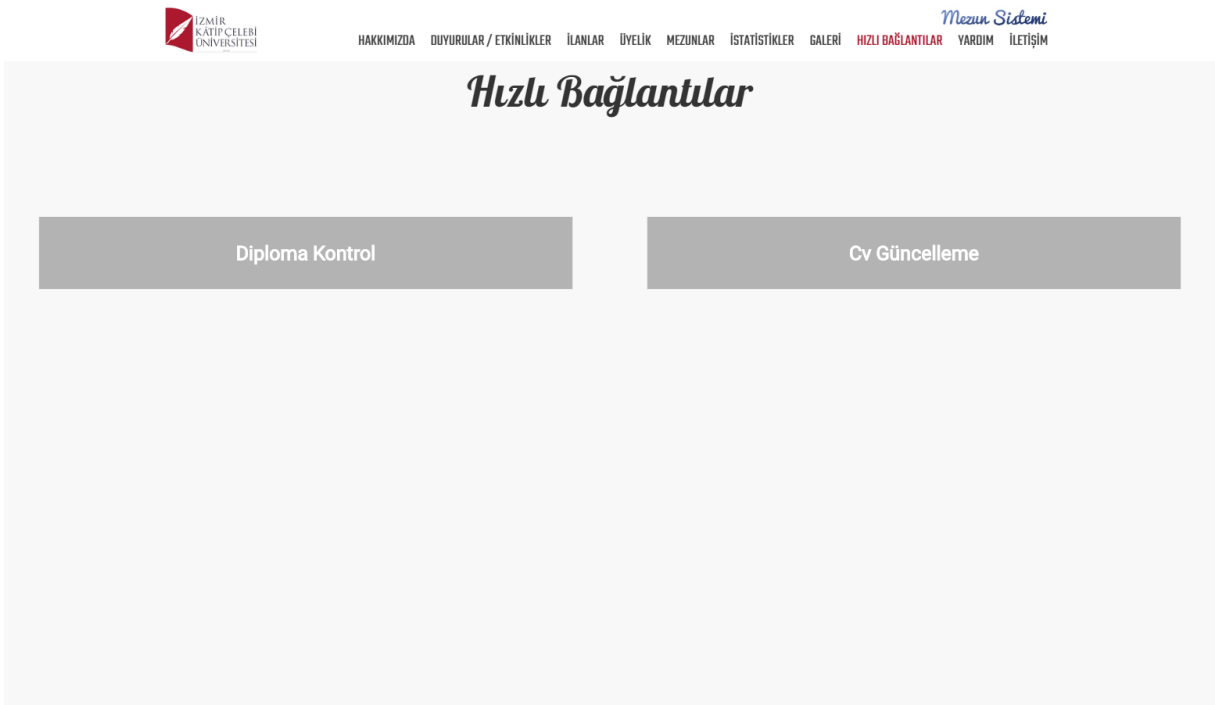 İZMİR
KÂTİP ÇELEBİ
ÜNİVERSİTESİ
Mezun Sistemi
HAKKIMIZDA DUYURULAR / ETKİNLİKLER İLANLAR ÜYELİK MEZUNLAR İSTATİSTİKLER GALERİ HIZLI BAĞLANTILAR YARDIM İLETİŞİM
Hızlı Bağlantılar
Diploma Kontrol
Cv Güncelleme